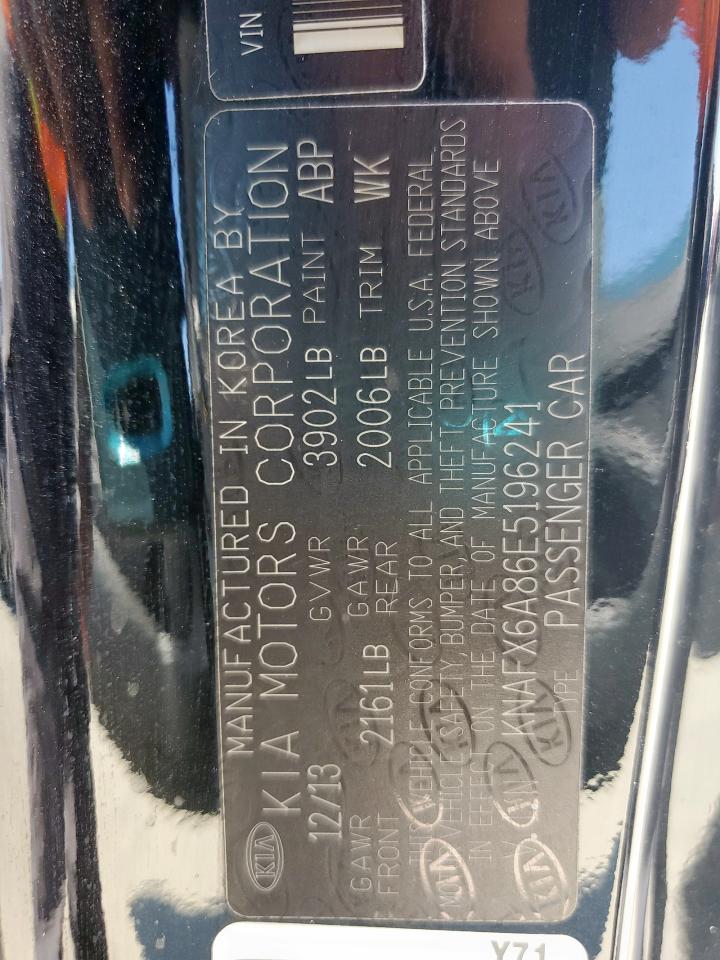 VIN
KIA
MANUFACTURED IN KOREA BY
KIA MOTORS CORPORATION
12/13 GVWR 3902LB PAINT ABP
GAWR FRONT 2161LB GAWR REAR 2006LB TRIM WK
THIS VEHICLE CONFORMS TO ALL APPLICABLE U.S.A. FEDERAL
MOTOR VEHICLE SAFETY, BUMPER, AND THEFT PREVENTION STANDARDS
IN EFFECT ON THE DATE OF MANUFACTURE SHOWN ABOVE
V.I.N KNAFX6A86E5196241
TYPE PASSENGER CAR
X71